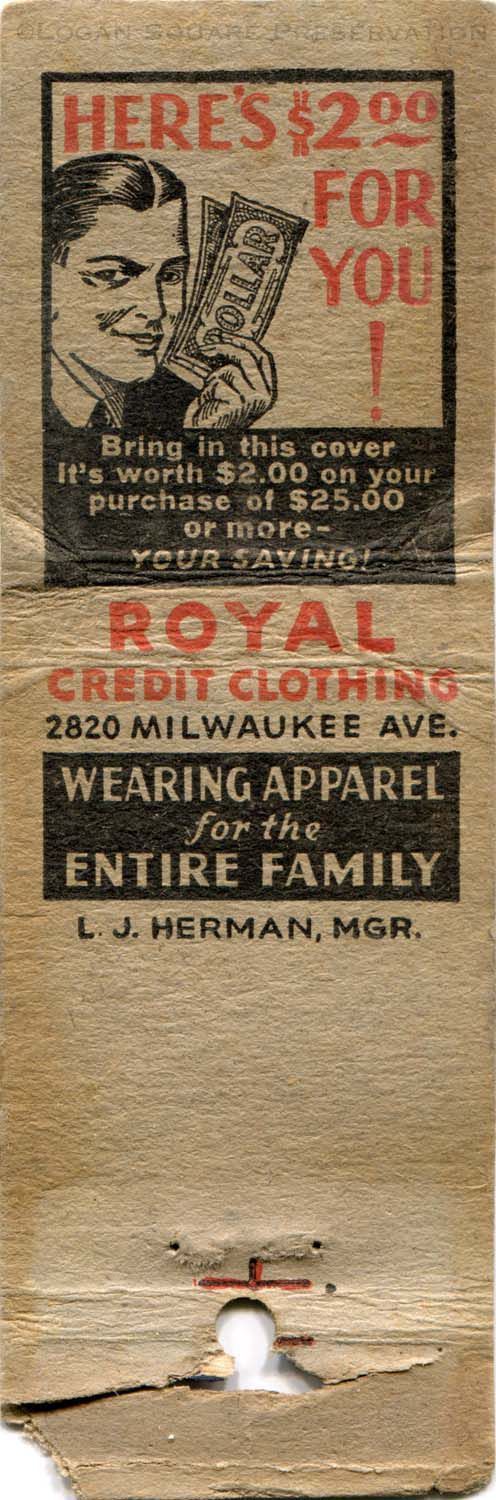 ©LOGAN SQUARE PRESERVATION
HERE'S $2.00
FOR
YOU
!
DOLLAR
Bring in this cover
It's worth $2.00 on your
purchase of $25.00
or more-
YOUR SAVING!
ROYAL
CREDIT CLOTHING
2820 MILWAUKEE AVE.
WEARING APPAREL
for the
ENTIRE FAMILY
L. J. HERMAN, MGR.